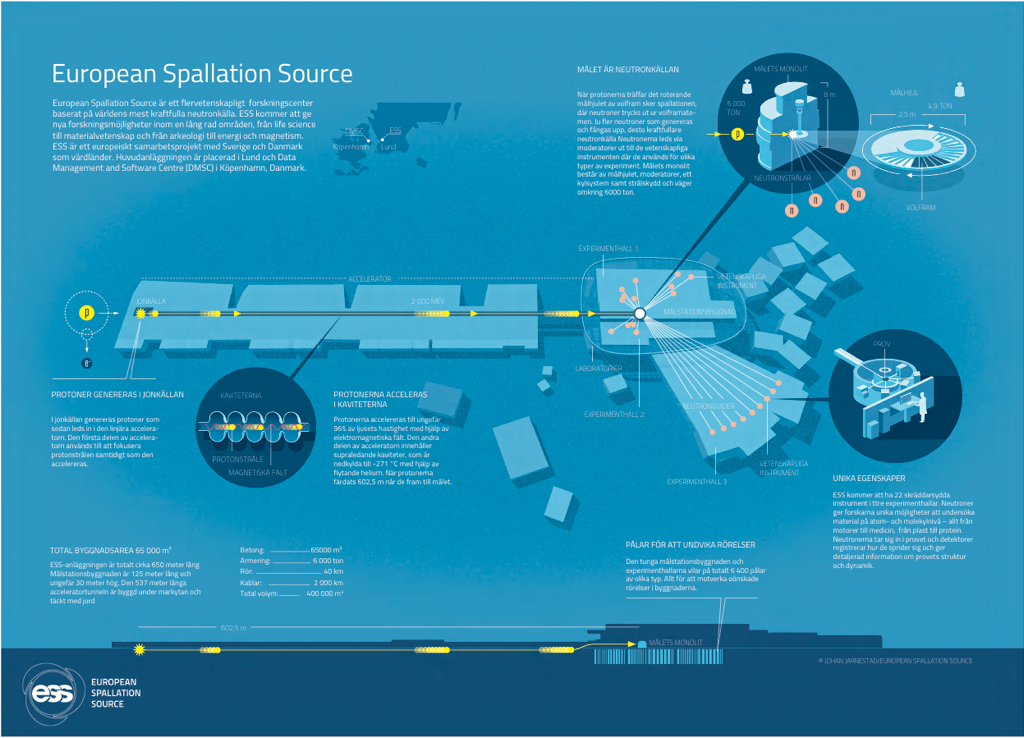 European Spallation Source
European Spallation Source är ett flervetenskapligt forskningscenter
baserat på världens mest kraftfulla neutronkälla. ESS kommer att ge
nya forskningsmöjligheter inom en lång rad områden, från life science
till materialvetenskap och från arkeologi till energi och magnetism.
ESS är ett europeiskt samarbetsprojekt med Sverige och Danmark
som värdländer. Huvudanläggningen är placerad i Lund och Data
Management and Software Centre (DMSC) i Köpenhamn, Danmark.
DMSC
Köpenhamn
ESS
Lund
MÅLET ÄR NEUTRONKÄLLAN
När protonerna träffar det roterande
målhjulet av volfram sker spallationen,
där neutroner trycks ut ur volframato-
men. Ju fler neutroner som genereras
och fångas upp, desto kraftfullare
neutronkälla Neutronerna leds via
moderatorer ut till de vetenskapliga
instrumenten där de används för olika
typer av experiment. Målets monolit
består av målhjulet, moderatorer, ett
kylsystem samt strålskydd och väger
omkring 6000 ton.
MÅLETS MONOLIT
6 000
TON
8 m
p
NEUTRONSTRÅLAR
n
n
n
n
n
MÅLHJUL
4,9 TON
2,5 m
VOLFRAM
EXPERIMENTHALL 1
ACCELERATOR
VETENSKAPLIGA
INSTRUMENT
JONKÄLLA
2 000 MEV
MÅLSTATIONSBYGGNAD
p
e-
LABORATORIER
EXPERIMENTHALL 2
NEUTRONGUIDER
VETENSKAPLIGA
INSTRUMENT
EXPERIMENTHALL 3
PROV
PROTONER GENERERAS I JONKÄLLAN
I jonkällan genereras protoner som
sedan leds in i den linjära accelera-
torn. Den första delen av accelera-
torn används till att fokusera
protonstrålen samtidigt som den
accelereras.
KAVITETERNA
PROTONSTRÅLE
MAGNETISKA FÄLT
PROTONERNA ACCELERAS
I KAVITETERNA
Protonerna accelereras till ungefär
96% av ljusets hastighet med hjälp av
elektromagnetiska fält. Den andra
delen av acceleratorn innehåller
supraledande kaviteter, som är
nedkylda till -271 °C med hjälp av
flytande helium. När protonerna
färdats 602,5 m når de fram till målet.
UNIKA EGENSKAPER
ESS kommer att ha 22 skräddarsydda
instrument i ttre experimenthallar. Neutroner
ger forskarna unika möjligheter att undersöka
material på atom- och molekylnivå – allt från
motorer till medicin, från plast till protein.
Neutronerna tar sig in i provet och detektorer
registrerar hur de sprider sig och ger
detaljerad information om provets struktur
och dynamik.
TOTAL BYGGNADSAREA 65 000 m²
ESS-anläggningen är totalt cirka 650 meter lång
Målstationsbyggnaden är 125 meter lång och
ungefär 30 meter hög. Den 537 meter långa
acceleratortunneln är byggd under markytan och
täckt med jord
Betong: 65000 m³
Armering: 6 000 ton
Rör: 40 km
Kablar: 2 000 km
Total volym: 400 000 m³
PÅLAR FÖR ATT UNDVIKA RÖRELSER
Den tunga målstationsbyggnaden och
experimenthallarna vilar på totalt 6 400 pålar
av olika typ. Allt för att motverka oönskade
rörelser i byggnaderna.
602,5 m
MÅLETS MONOLIT
© JOHAN JARNESTAD/EUROPEAN SPALLATION SOURCE
ess
EUROPEAN
SPALLATION
SOURCE